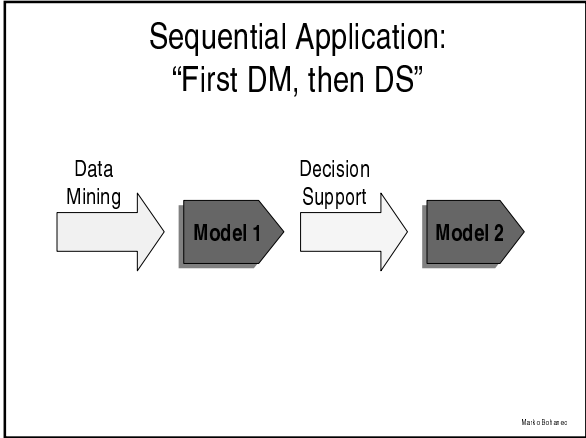 Sequential Application:
“First DM, then DS”
Data
Mining
Model 1
Decision
Support
Model 2
Marko Bohanec